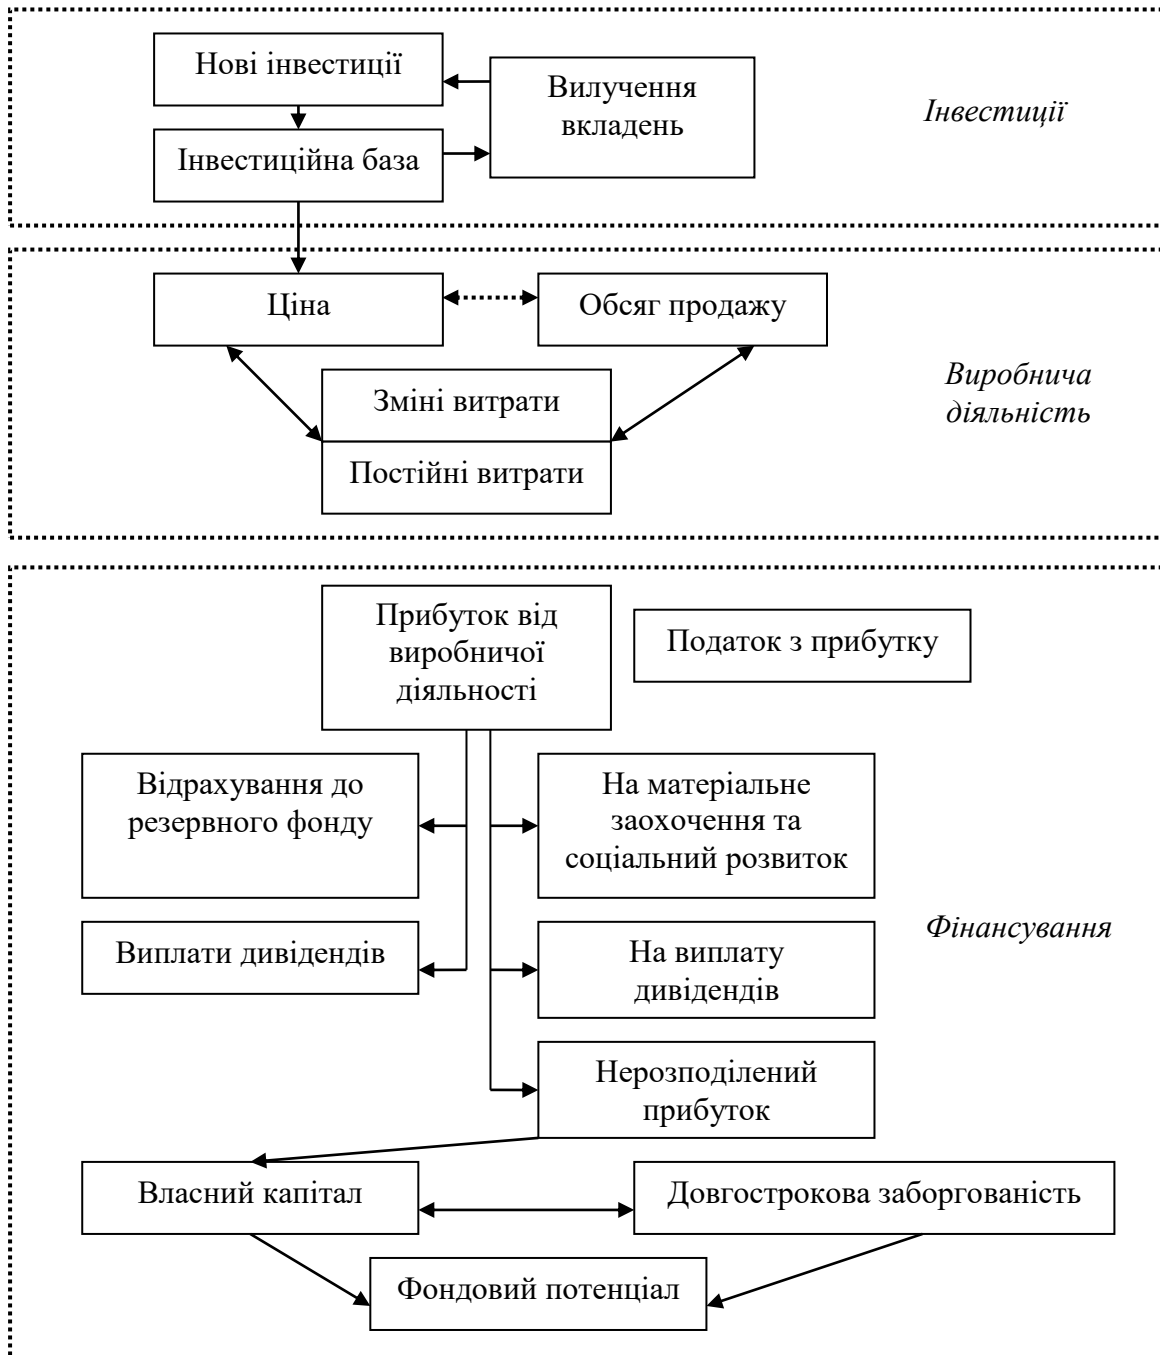 Нові інвестиції
Вилучення
вкладень
Інвестиції
Інвестиційна база
Ціна
Обсяг продажу
Виробнича
діяльність
Зміні витрати
Постійні витрати
Прибуток від
виробничої
діяльності
Податок з прибутку
Відрахування до
резервного фонду
На матеріальне
заохочення та
соціальний розвиток
Фінансування
Виплати дивідендів
На виплату
дивідендів
Нерозподілений
прибуток
Власний капітал
Довгострокова заборгованість
Фондовий потенціал